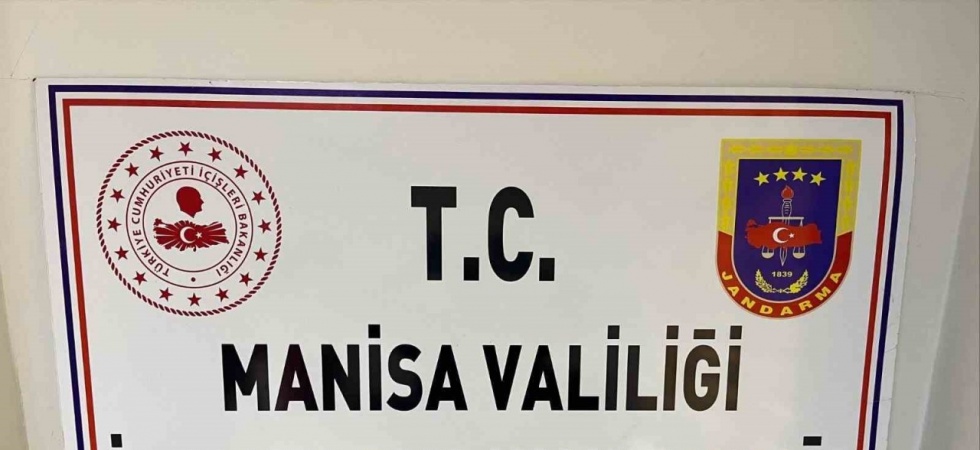 TÜRKİYE CUMHURİYETİ İÇİŞLERİ BAKANLIĞI
T.C.
1839
JANDARMA
MANİSA VALİLİĞİ